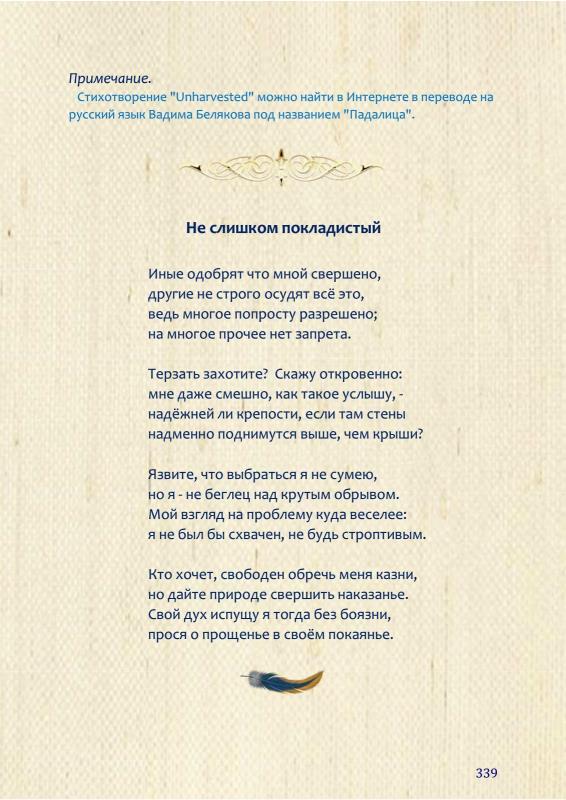 Примечание.
Стихотворение "Unharvested" можно найти в Интернете в переводе на
русский язык Вадима Белякова под названием "Падалица".
Не слишком покладистый
Иные одобрят что мной свершено,
другие не строго осудят всё это,
ведь многое попросту разрешено;
на многое прочее нет запрета.
Терзать захотите? Скажу откровенно:
мне даже смешно, как такое услышу, -
надёжней ли крепости, если там стены
надменно поднимутся выше, чем крыши?
Язвите, что выбраться я не сумею,
но я - не беглец над крутым обрывом.
Мой взгляд на проблему куда веселее:
я не был бы схвачен, не будь строптивым.
Кто хочет, свободен обречь меня казни,
но дайте природе свершить наказанье.
Свой дух испущу я тогда без боязни,
прося о прощенье в своём покаянье.
339